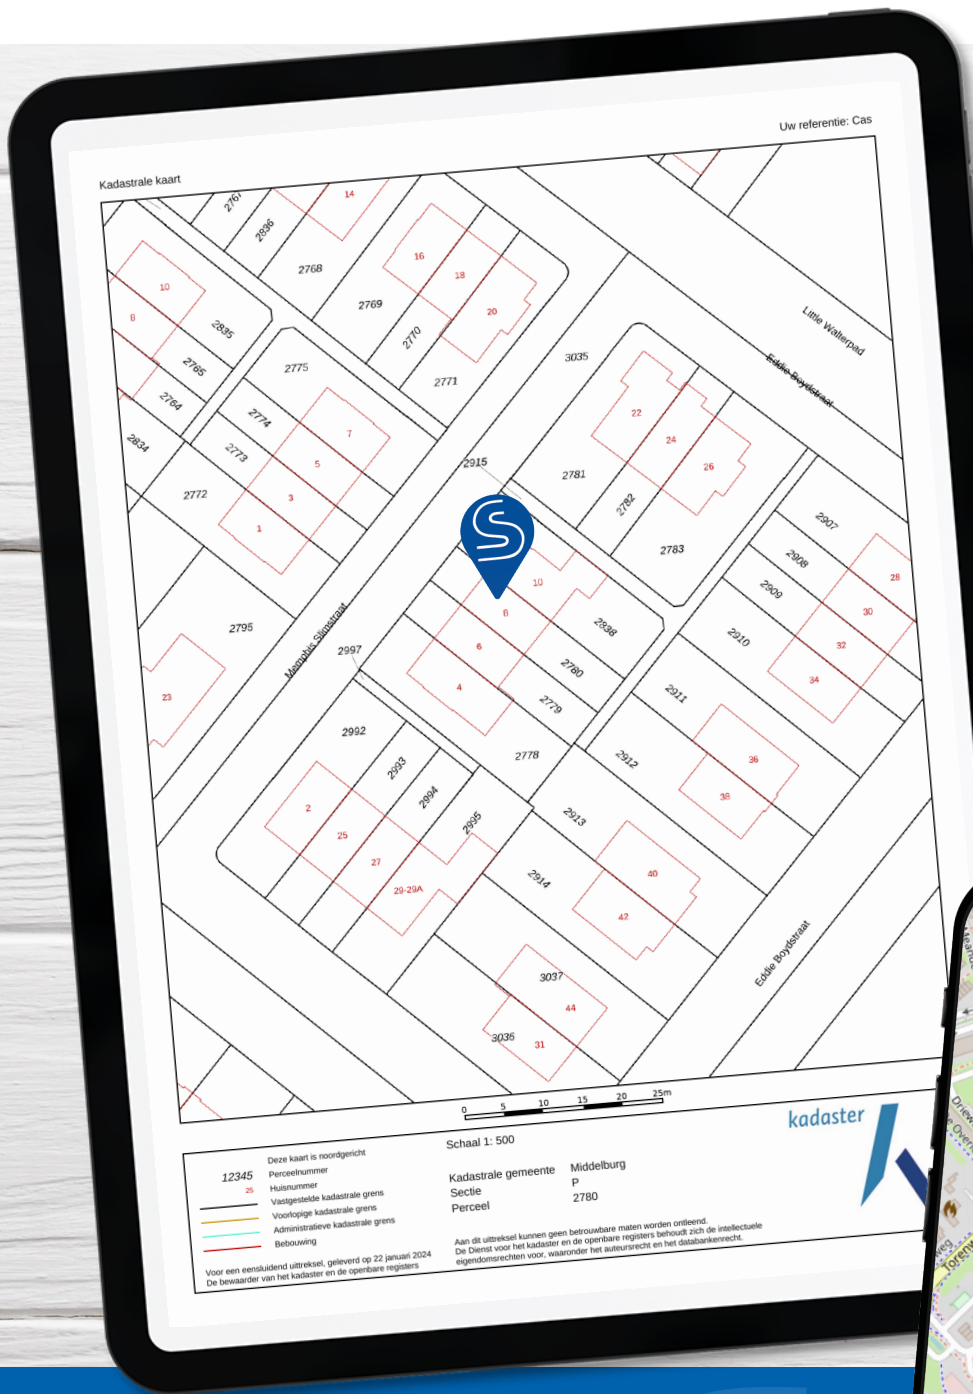 Uw referentie: Cas
Kadastrale kaart
2767
14
2836
16
2768
18
10
2769
20
8
2835
2770
Little Walterpad
3035
2765
2775
2771
Eddie Boydstraat
2764
2774
22
7
24
2834
2773
5
2915
26
2781
2772
3
2782
2907
1
2783
2908
28
10
2909
30
8
2795
Memphis Slimstraat
2838
2910
32
2997
6
2780
34
23
4
2779
2911
2992
2778
2912
36
2993
2994
38
2
2995
2913
25
27
29-29A
2914
40
42
Eddie Boydstraat
3037
44
3036
31
0 5 10 15 20 25m
Schaal 1: 500
kadaster
Deze kaart is noordgericht
12345 Perceelnummer
25 Huisnummer
Vastgestelde kadastrale grens
Voorlopige kadastrale grens
Administratieve kadastrale grens
Bebouwing
Voor een eensluidend uittreksel, geleverd op 22 januari 2024
De bewaarder van het kadaster en de openbare registers
Kadastrale gemeente Middelburg
Sectie P
Perceel 2780
Aan dit uittreksel kunnen geen betrouwbare maten worden ontleend.
De Dienst voor het kadaster en de openbare registers behoudt zich de intellectuele
eigendomsrechten voor, waaronder het auteursrecht en het databankenrecht.